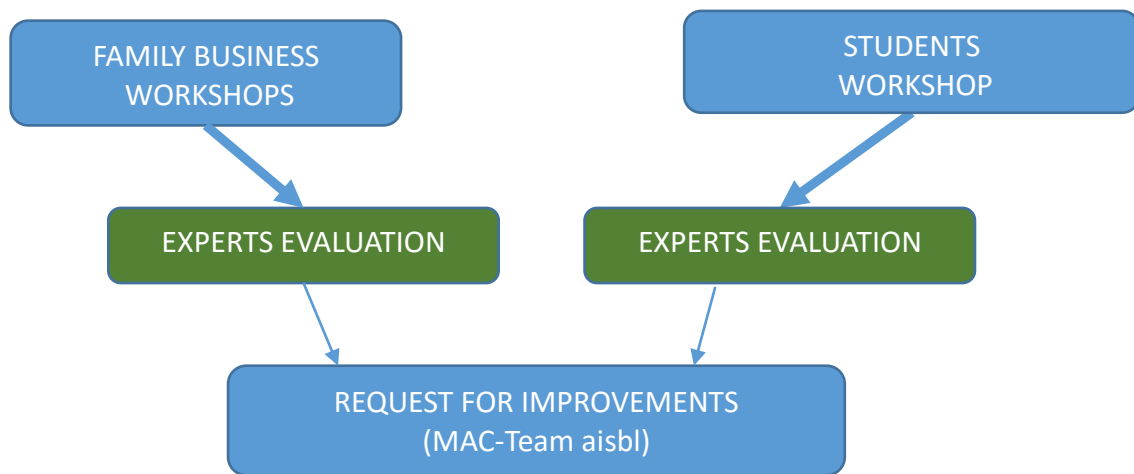 FAMILY BUSINESS
WORKSHOPS
STUDENTS
WORKSHOP
EXPERTS EVALUATION
EXPERTS EVALUATION
REQUEST FOR IMPROVEMENTS
(MAC-Team aisbl)